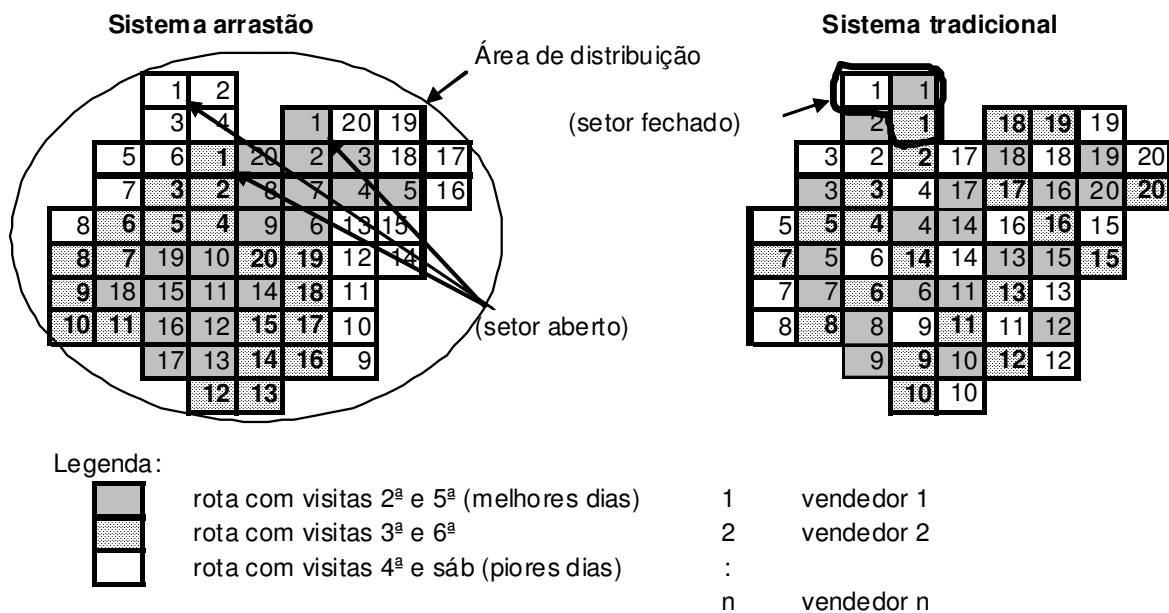 Sistema arrastão
Área de distribuição
1 2
3 4 1 20 19
5 6 1 20 2 3 18 17
7 3 2 8 7 4 5 16
8 6 5 4 9 6 13 15
8 7 19 10 20 19 12 14
9 18 15 11 14 18 11
10 11 16 12 15 17 10
17 13 14 16 9
12 13
(setor aberto)
Sistema tradicional
(setor fechado)
1 1
2 1 18 19 19
3 2 2 17 18 18 19 20
3 3 4 17 17 16 20 20
5 5 4 4 14 16 16 15
7 5 6 14 14 13 15 15
7 7 6 6 11 13 13
8 8 8 9 11 11 12
9 9 10 12 12
10 10
Legenda:
rota com visitas 2ª e 5ª (melhores dias)
rota com visitas 3ª e 6ª
rota com visitas 4ª e sáb (piores dias)
1 vendedor 1
2 vendedor 2
:
n vendedor n